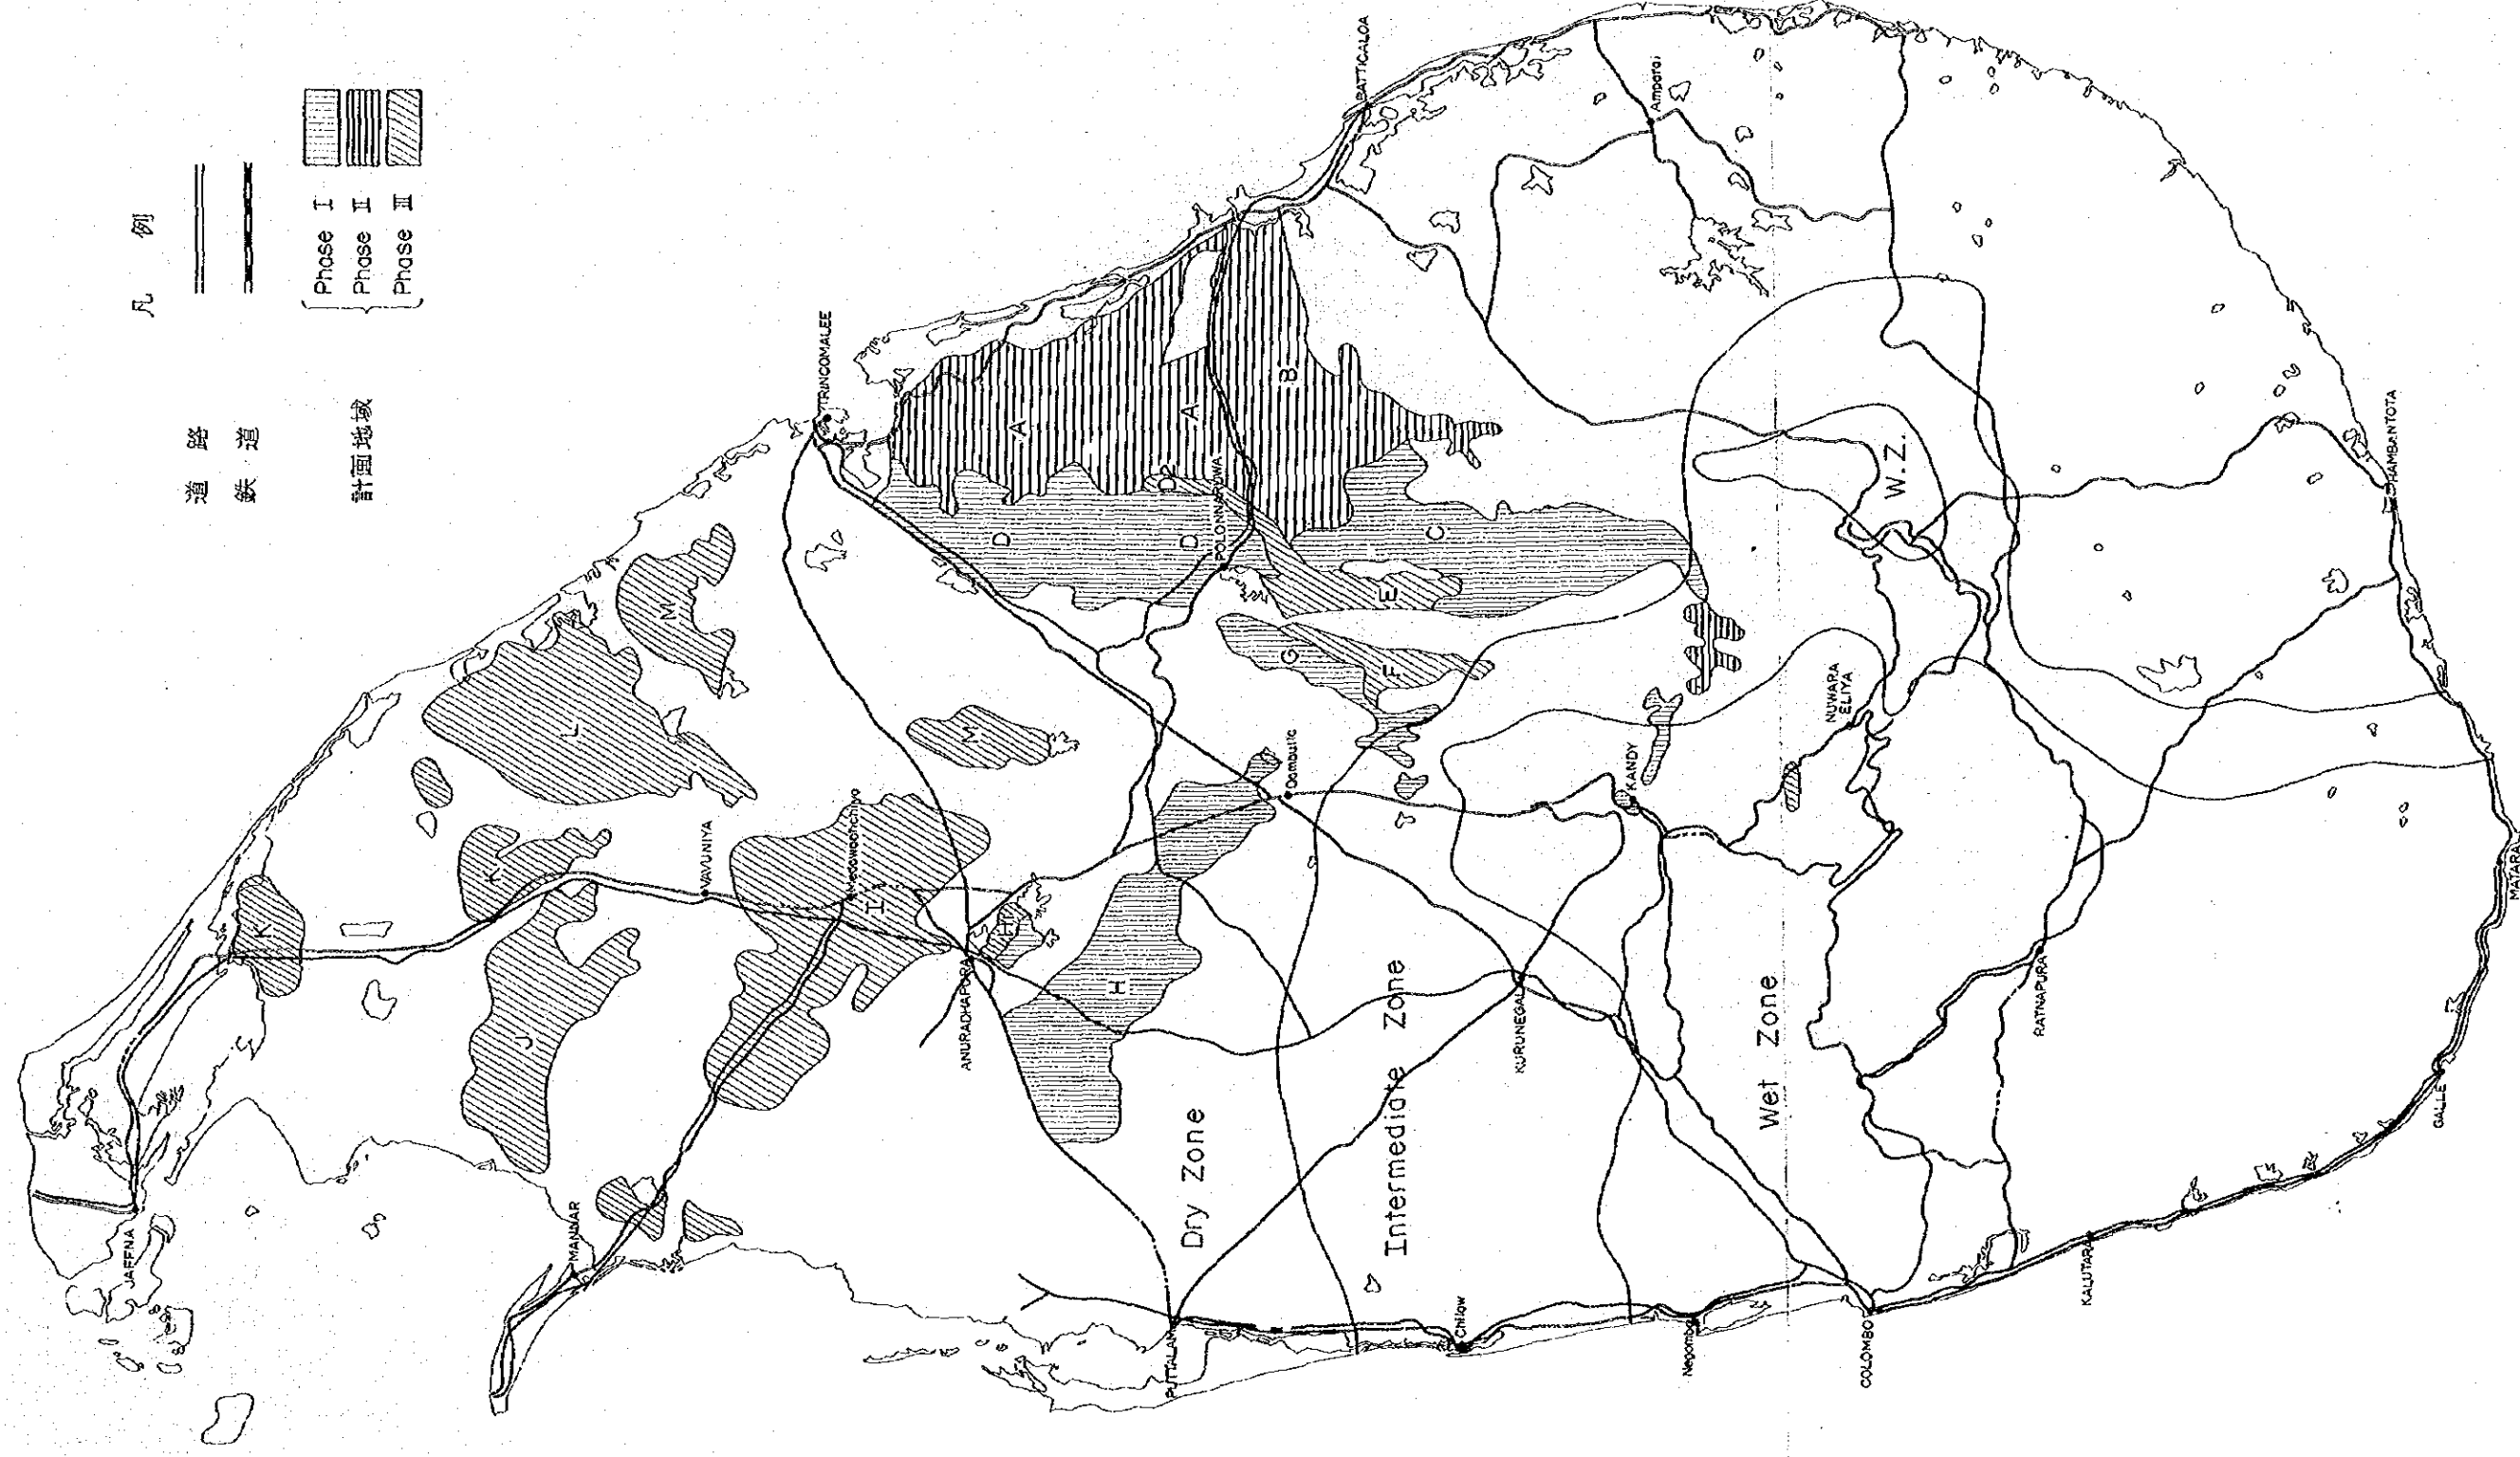 凡例
道路
鉄道
計画地域
Phase I
Phase II
Phase III
JAFFNA
MANNAR
VAVUNIYA
TRINCOMALEE
ANURADHAPURA
POLONNARUWA
BATTICALOA
Amparai
PUTTALAM
Chilaw
KURUNEGALA
KANDY
NUWARA
ELIYA
Negombo
COLOMBO
KALUTARA
RATNAPURA
GALLE
MATARA
HAMBANTOTA
Dry Zone
Intermediate Zone
Wet Zone
W.Z.
K
K
L
M
M
J
I
H
H
G
F
E
D
D
D
C
B
A
A